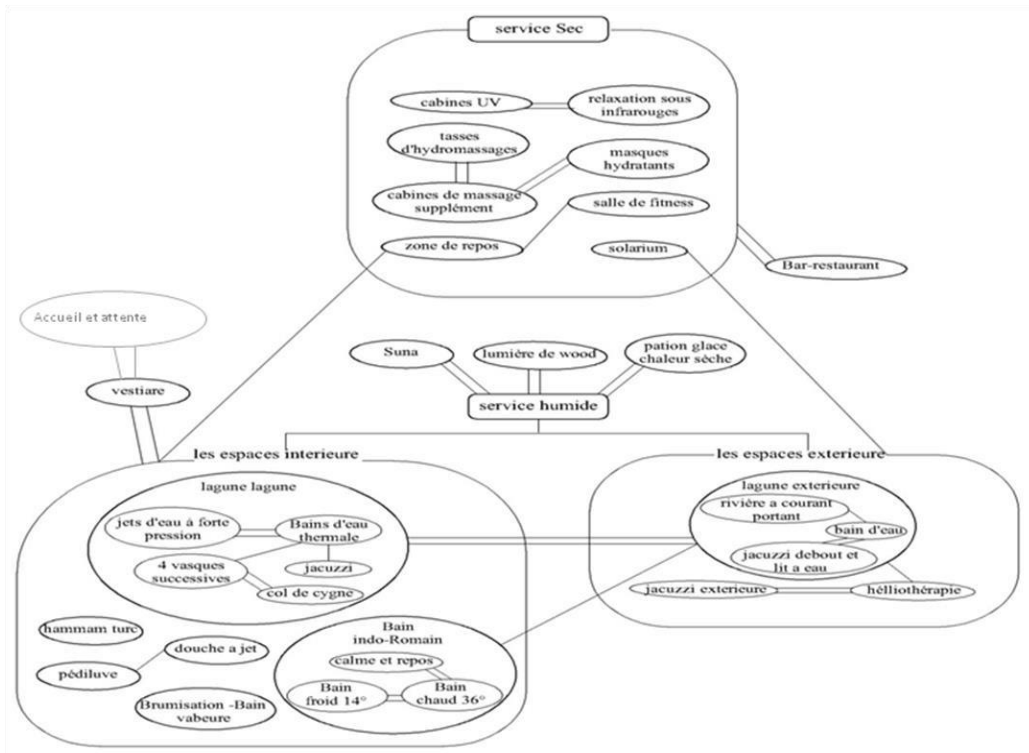 service Sec
cabines UV
relaxation sous
infrarouges
tasses
d'hydromassages
masques
hydratants
cabines de massage
supplément
salle de fitness
zone de repos
solarium
Bar-restaurant
Accueil et attente
vestiare
Suna
lumière de wood
pation glace
chaleur sèche
service humide
les espaces interieure
les espaces exterieure
lagune lagune
jets d'eau à forte
pression
Bains d'eau
thermale
4 vasques
successives
jacuzzi
col de cygne
hammam turc
douche a jet
pédiluve
Brumisation -Bain
vabeure
Bain
indo-Romain
calme et repos
Bain
froid 14°
Bain
chaud 36°
lagune exterieure
rivière a courant
portant
bain d'eau
jacuzzi debout et
lit a eau
jacuzzi exterieure
hélliothérapie